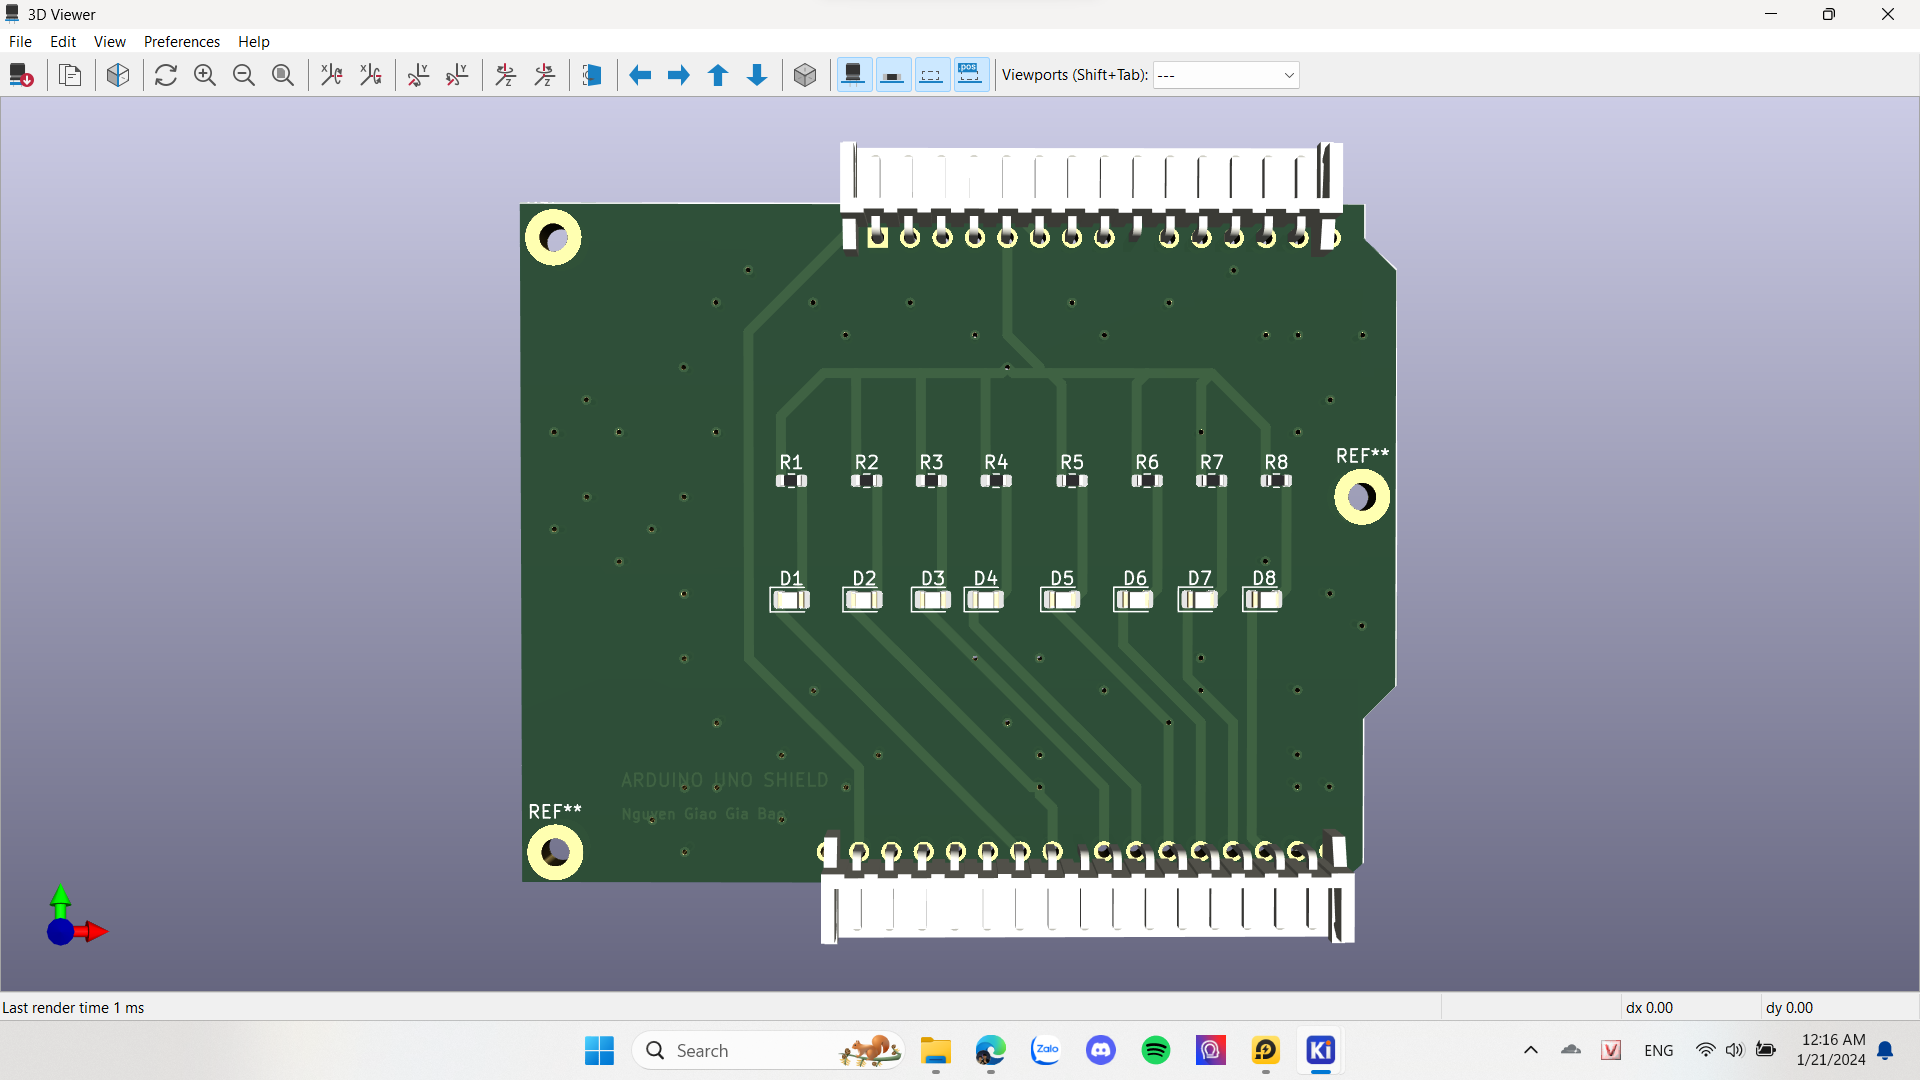 3D Viewer
File Edit View Preferences Help
Viewports (Shift+Tab): ---
REF**
R1 R2 R3 R4 R5 R6 R7 R8
D1 D2 D3 D4 D5 D6 D7 D8
ARDUINO UNO SHIELD
REF**
Nguyen Giao Gia Bao
Last render time 1 ms
dx 0.00
dy 0.00
Search
Zalo
Ki
V
ENG
12:16 AM
1/21/2024